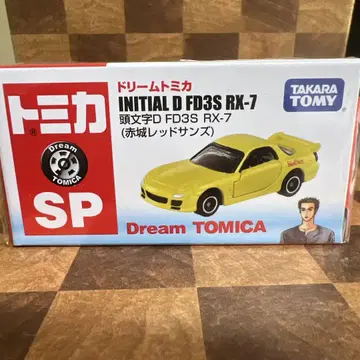 トミカ
Dream
TOMICA
SP
ドリームトミカ
INITIAL D FD3S RX-7
頭文字D FD3S RX-7
(赤城レッドサンズ)
TAKARA
TOMY
Dream TOMICA